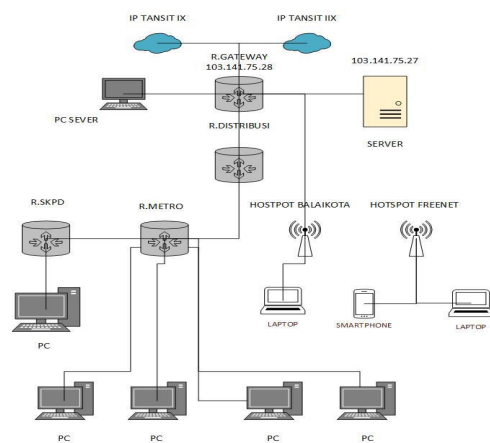 IP TANSIT IX
IP TANSIT IIX
R.GATEWAY
103.141.75.28
103.141.75.27
PC SEVER
R.DISTRIBUSI
SERVER
R.SKPD
R.METRO
HOSTPOT BALAIKOTA
HOTSPOT FREENET
LAPTOP
SMARTPHONE
LAPTOP
PC
PC
PC
PC
PC